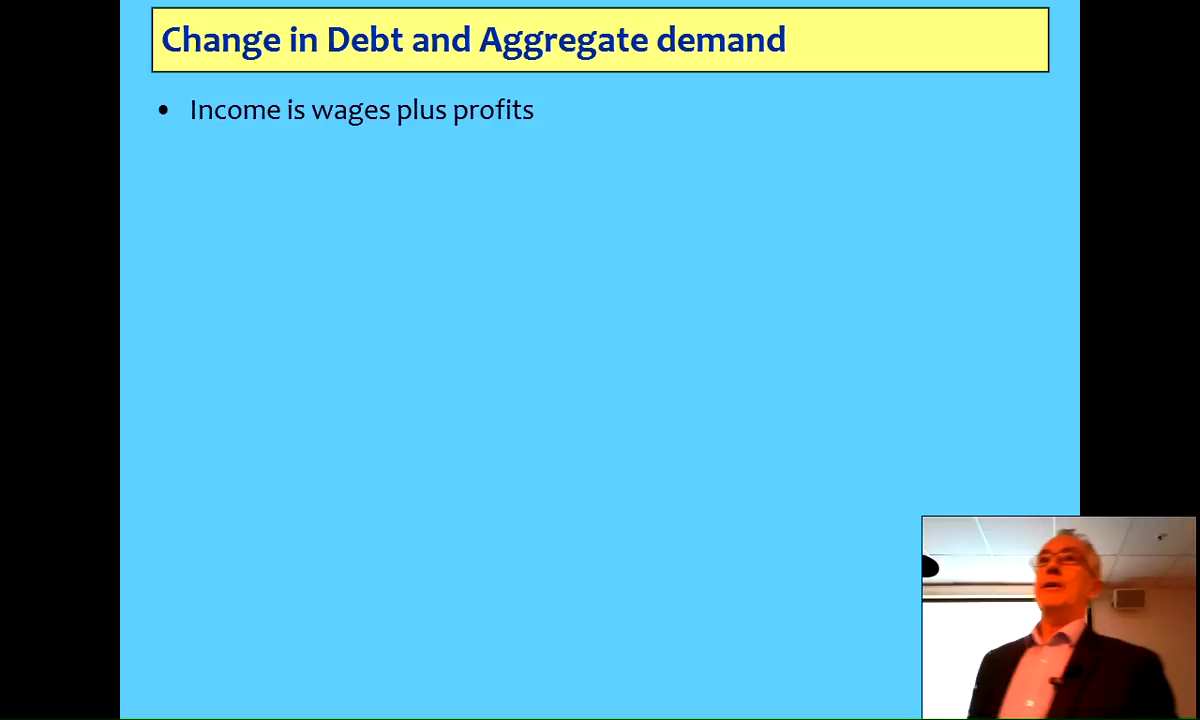 Change in Debt and Aggregate demand
• Income is wages plus profits